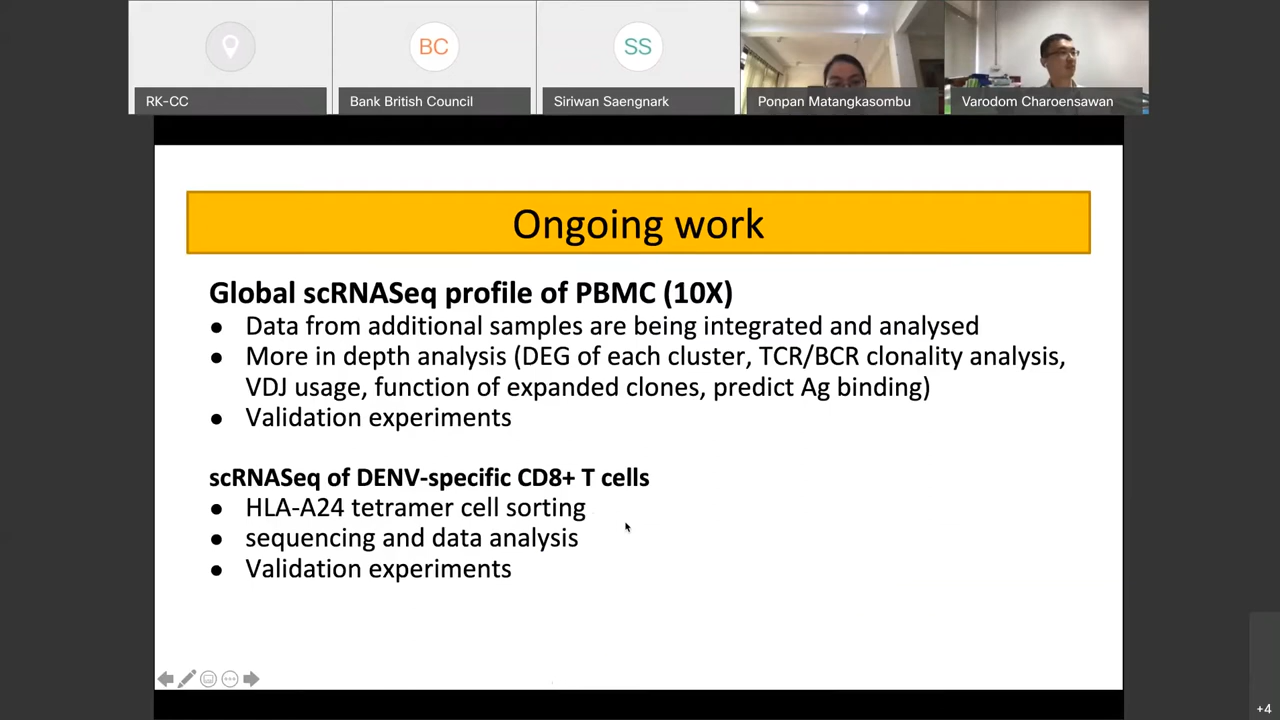 BC
SS
RK-CC
Bank British Council
Siriwan Saengnark
Ponpan Matangkasombu
Varodom Charoensawan
Ongoing work
Global scRNASeq profile of PBMC (10X)
● Data from additional samples are being integrated and analysed
● More in depth analysis (DEG of each cluster, TCR/BCR clonality analysis,
VDJ usage, function of expanded clones, predict Ag binding)
● Validation experiments
scRNASeq of DENV-specific CD8+ T cells
● HLA-A24 tetramer cell sorting
● sequencing and data analysis
● Validation experiments
+4